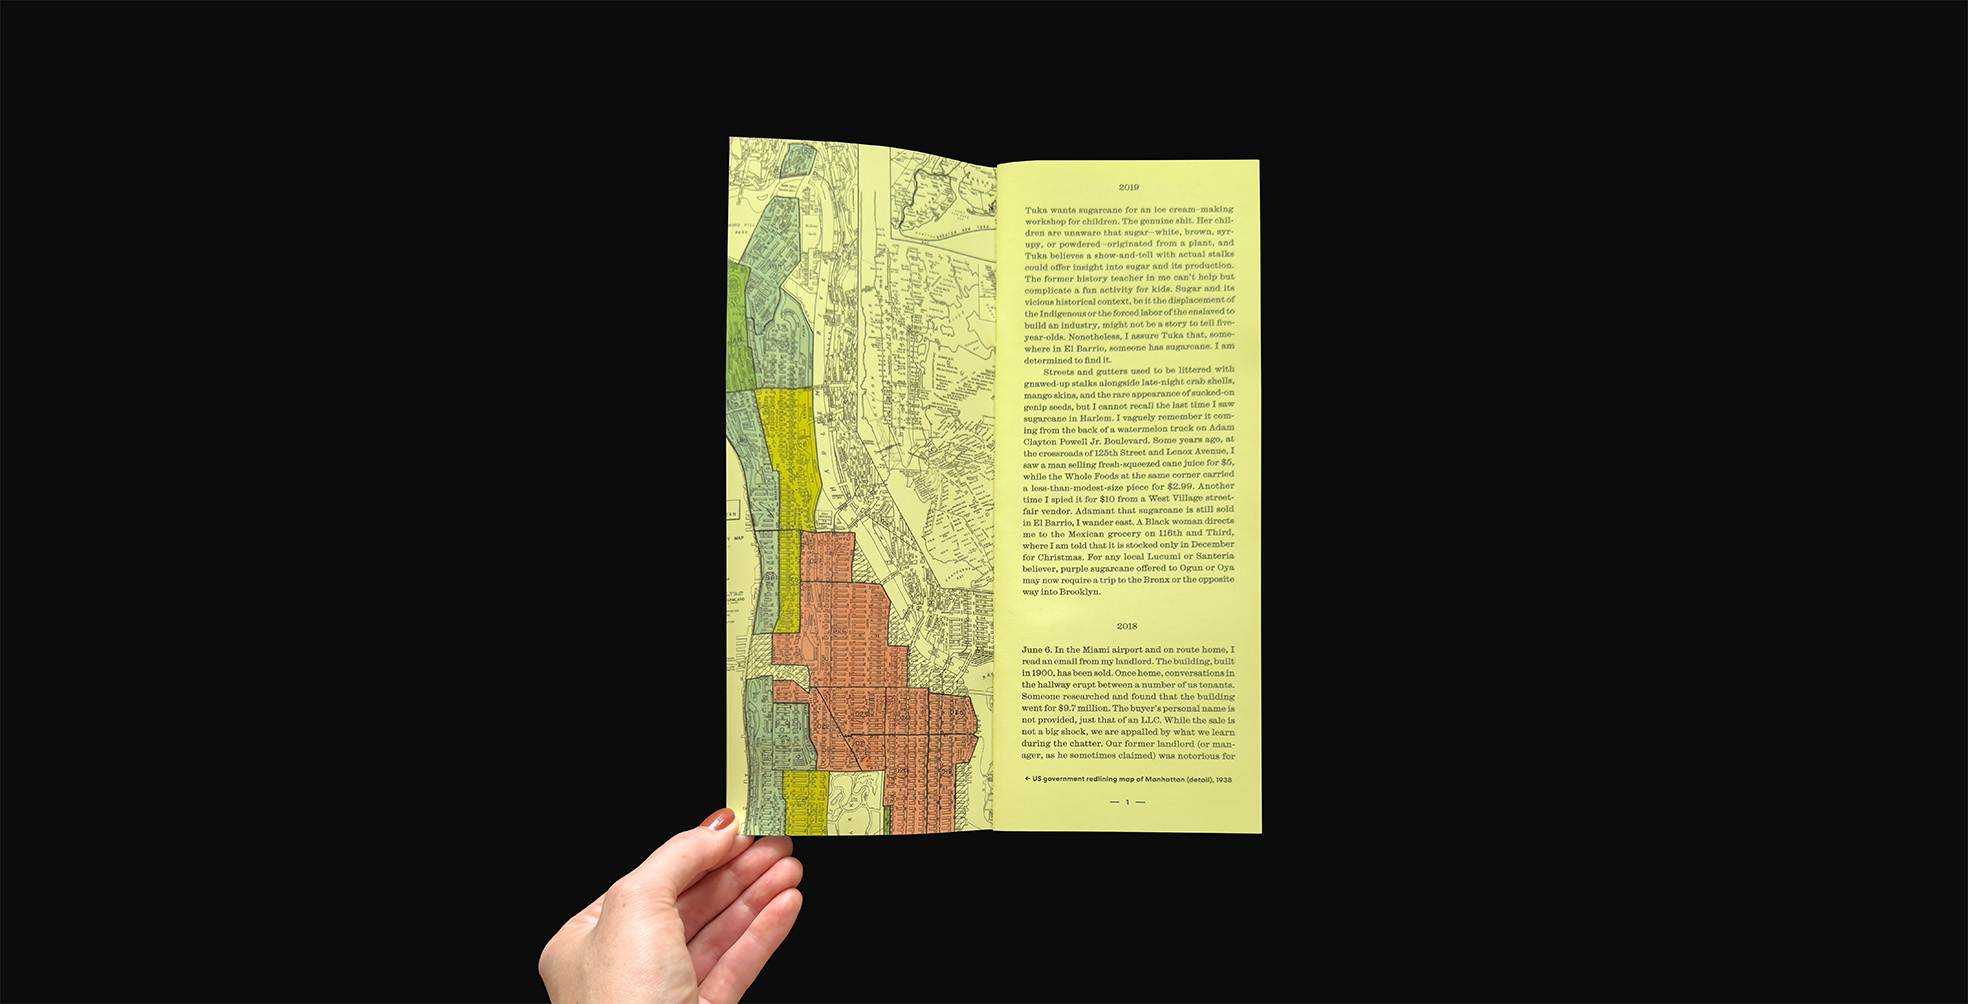 2019
Tuka wants sugarcane for an ice cream-making
workshop for children. The genuine shit. Her chil-
dren are unaware that sugar—white, brown, syr-
upy, or powdered—originated from a plant, and
Tuka believes a show-and-tell with actual stalks
could offer insight into sugar and its production.
The former history teacher in me can't help but
complicate a fun activity for kids. Sugar and its
vicious historical context, be it the displacement of
the Indigenous or the forced labor of the enslaved to
build an industry, might not be a story to tell five-
year-olds. Nonetheless, I assure Tuka that, some-
where in El Barrio, someone has sugarcane. I am
determined to find it.
Streets and gutters used to be littered with
gnawed-up stalks alongside late-night crab shells,
mango skins, and the rare appearance of sucked-on
genip seeds, but I cannot recall the last time I saw
sugarcane in Harlem. I vaguely remember it com-
ing from the back of a watermelon truck on Adam
Clayton Powell Jr. Boulevard. Some years ago, at
the crossroads of 125th Street and Lenox Avenue, I
saw a man selling fresh-squeezed cane juice for $5,
while the Whole Foods at the same corner carried
a less-than-modest-size piece for $2.99. Another
time I spied it for $10 from a West Village street-
fair vendor. Adamant that sugarcane is still sold
in El Barrio, I wander east. A Black woman directs
me to the Mexican grocery on 116th and Third,
where I am told that it is stocked only in December
for Christmas. For any local Lucumi or Santeria
believer, purple sugarcane offered to Ogun or Oya
may now require a trip to the Bronx or the opposite
way into Brooklyn.
2018
June 6. In the Miami airport and on route home, I
read an email from my landlord. The building, built
in 1900, has been sold. Once home, conversations in
the hallway erupt between a number of us tenants.
Someone researched and found that the building
went for $9.7 million. The buyer's personal name is
not provided, just that of an LLC. While the sale is
not a big shock, we are appalled by what we learn
during the chatter. Our former landlord (or man-
ager, as he sometimes claimed) was notorious for
← US government redlining map of Manhattan (detail), 1938
— 1 —